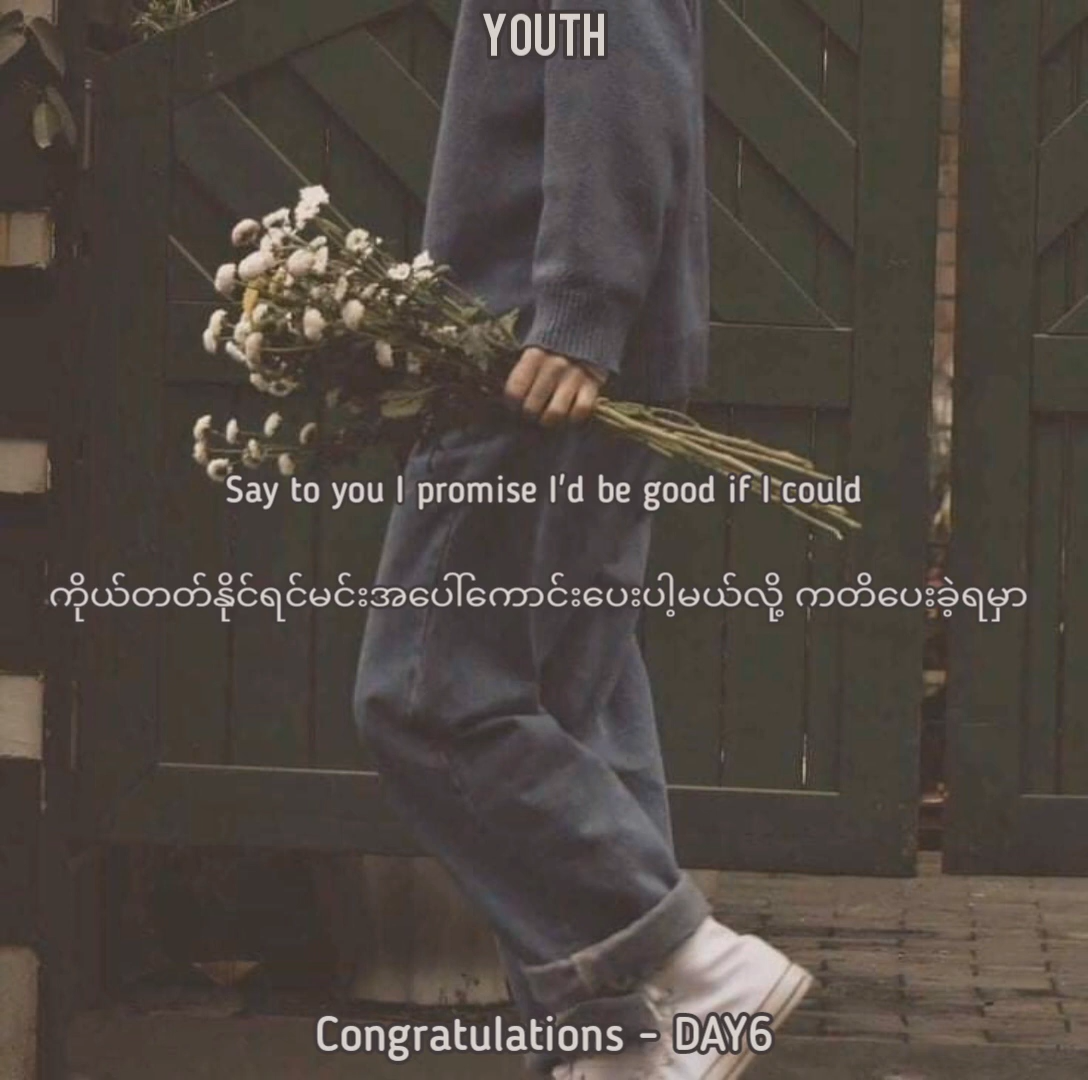 YOUTH
Say to you I promise I'd be good if I could
ကိုယ်တတ်နိုင်ရင်မင်းအပေါ်ကောင်းပေးပါ့မယ်လို့ ကတိပေးခဲ့ရမှာ
Congratulations - DAY6